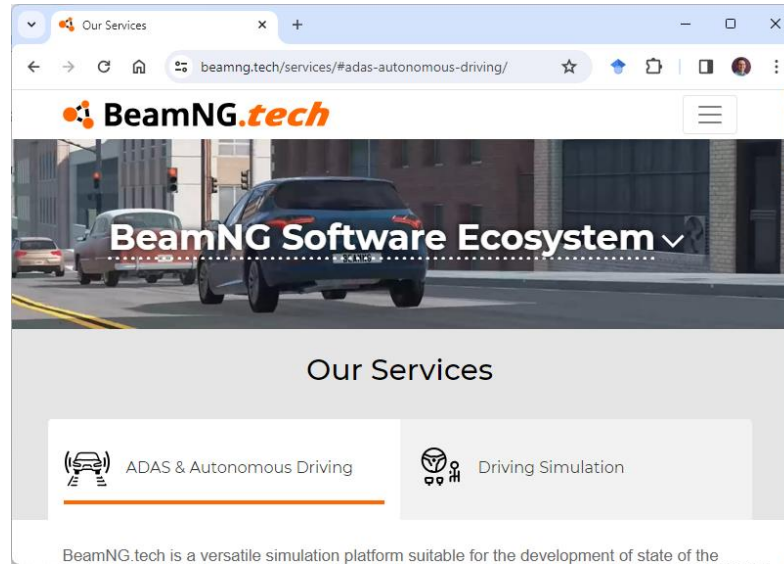 Our Services
beamng.tech/services/#adas-autonomous-driving/
BeamNG.tech
BeamNG Software Ecosystem
Our Services
ADAS & Autonomous Driving
Driving Simulation
BeamNG.tech is a versatile simulation platform suitable for the development of state of the